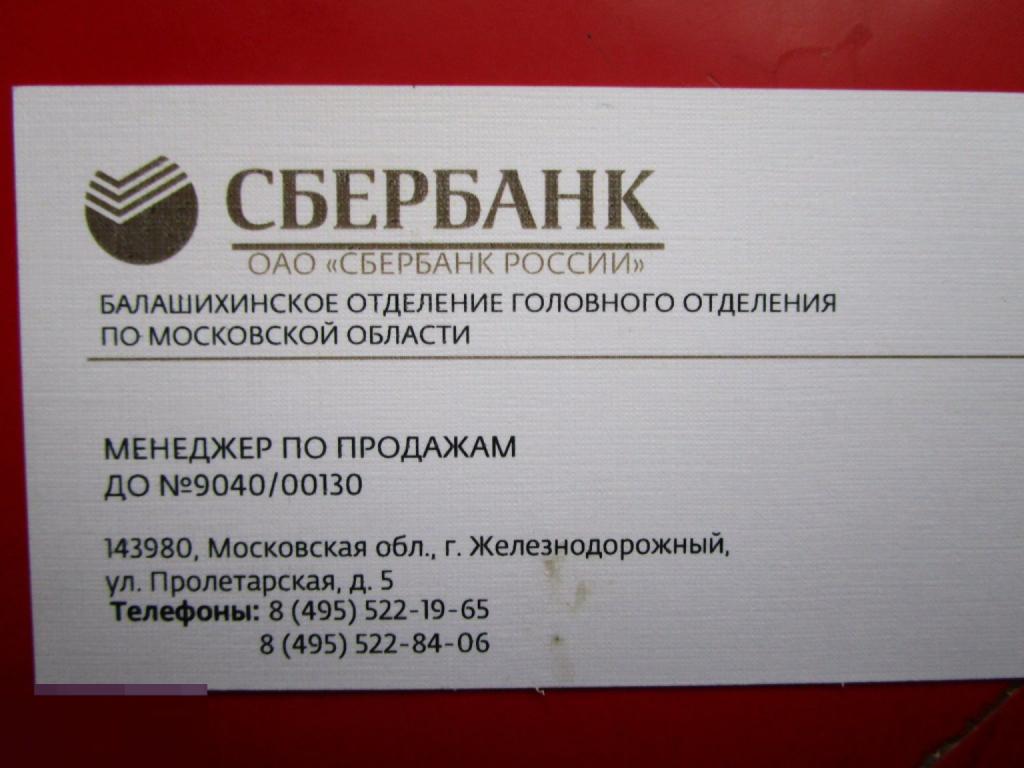 СБЕРБАНК
ОАО «СБЕРБАНК РОССИИ»
БАЛАШИХИНСКОЕ ОТДЕЛЕНИЕ ГОЛОВНОГО ОТДЕЛЕНИЯ
ПО МОСКОВСКОЙ ОБЛАСТИ
МЕНЕДЖЕР ПО ПРОДАЖАМ
ДО №9040/00130
143980, Московская обл., г. Железнодорожный,
ул. Пролетарская, д. 5
Телефоны: 8 (495) 522-19-65
8 (495) 522-84-06